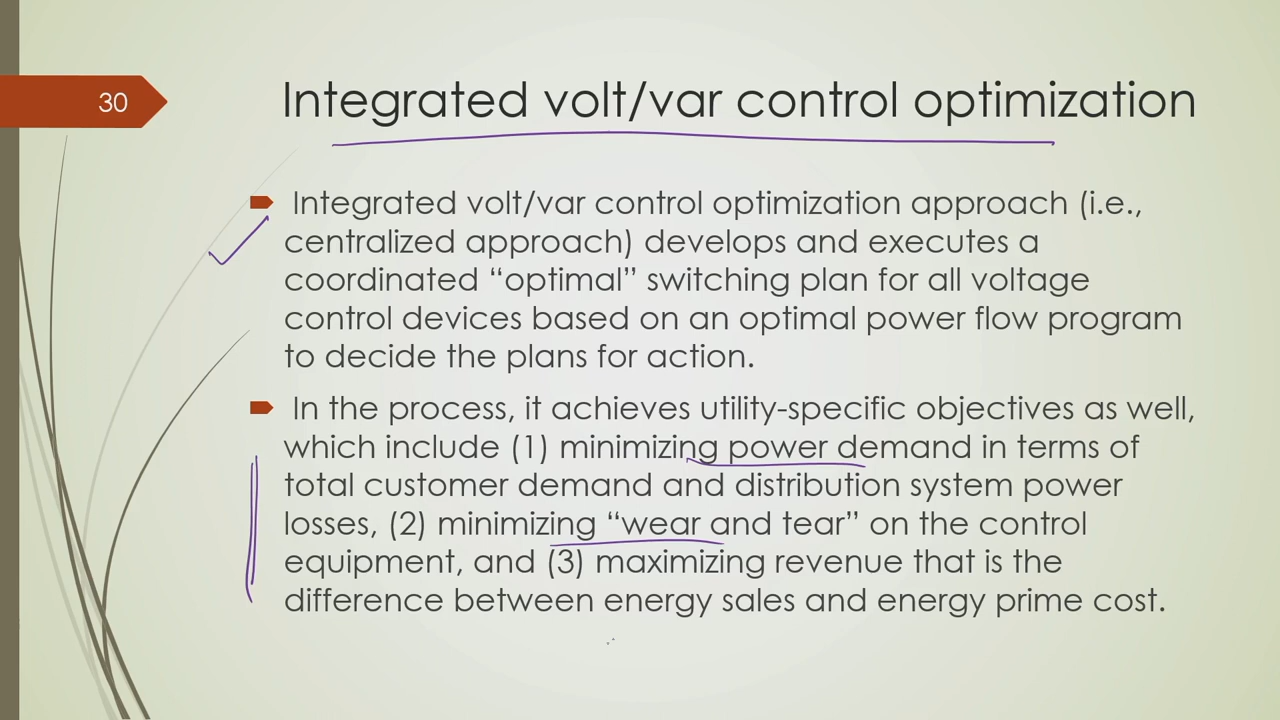 30
Integrated volt/var control optimization
Integrated volt/var control optimization approach (i.e.,
centralized approach) develops and executes a
coordinated “optimal” switching plan for all voltage
control devices based on an optimal power flow program
to decide the plans for action.
In the process, it achieves utility-specific objectives as well,
which include (1) minimizing power demand in terms of
total customer demand and distribution system power
losses, (2) minimizing “wear and tear” on the control
equipment, and (3) maximizing revenue that is the
difference between energy sales and energy prime cost.